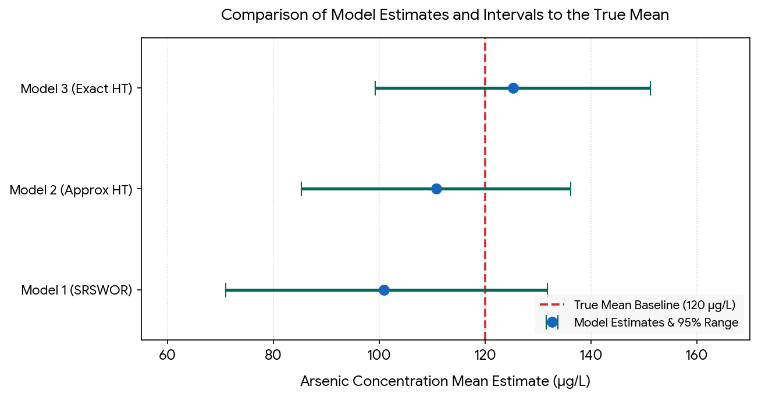 Comparison of Model Estimates and Intervals to the True Mean
Model 3 (Exact HT)
Model 2 (Approx HT)
Model 1 (SRSWOR)
True Mean Baseline (120 µg/L)
Model Estimates & 95% Range
60 80 100 120 140 160
Arsenic Concentration Mean Estimate (µg/L)